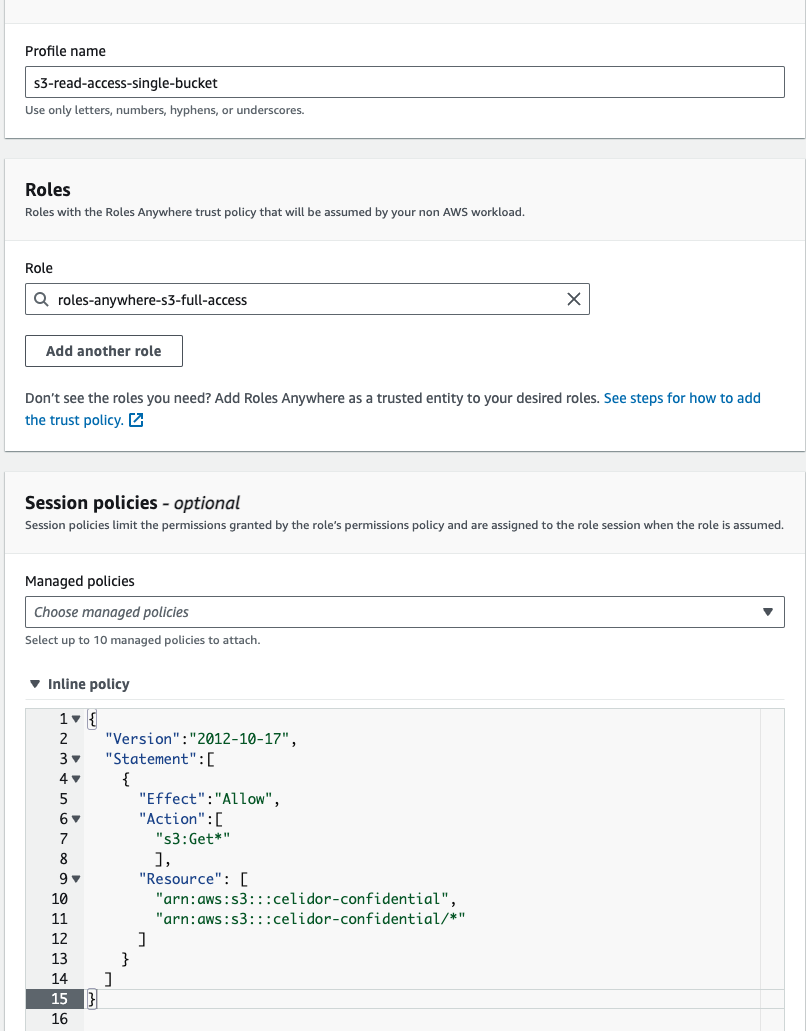 Profile name
s3-read-access-single-bucket
Use only letters, numbers, hyphens, or underscores.
Roles
Roles with the Roles Anywhere trust policy that will be assumed by your non AWS workload.
Role
roles-anywhere-s3-full-access
Add another role
Don't see the roles you need? Add Roles Anywhere as a trusted entity to your desired roles. See steps for how to add
the trust policy.
Session policies - optional
Session policies limit the permissions granted by the role's permissions policy and are assigned to the role session when the role is assumed.
Managed policies
Choose managed policies
Select up to 10 managed policies to attach.
Inline policy
1 {
2   "Version":"2012-10-17",
3   "Statement":[
4     {
5       "Effect":"Allow",
6       "Action":[
7         "s3:Get*"
8         ],
9       "Resource": [
10         "arn:aws:s3:::celidor-confidential",
11         "arn:aws:s3:::celidor-confidential/*"
12       ]
13     }
14   ]
15 }
16